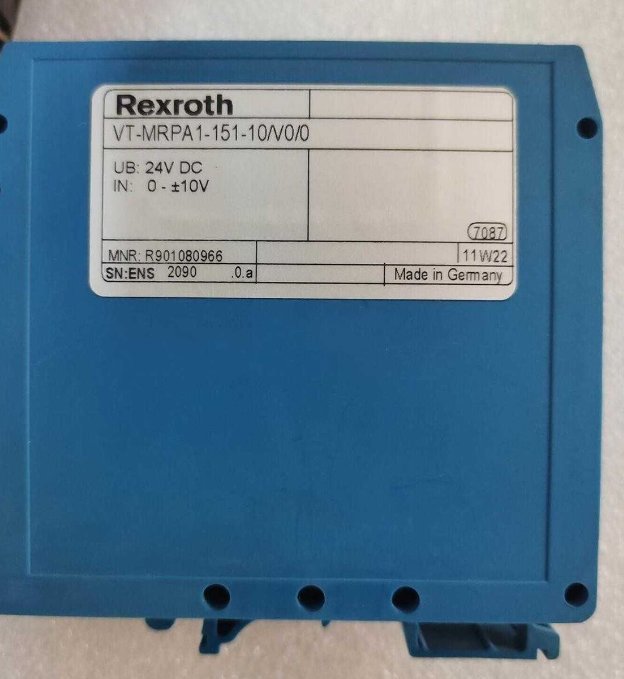 Rexroth
VT-MRPA1-151-10/V0/0
UB: 24V DC
IN: 0 - ±10V
7087
MNR: R901080966
11W22
SN:ENS 2090 .0.a
Made in Germany